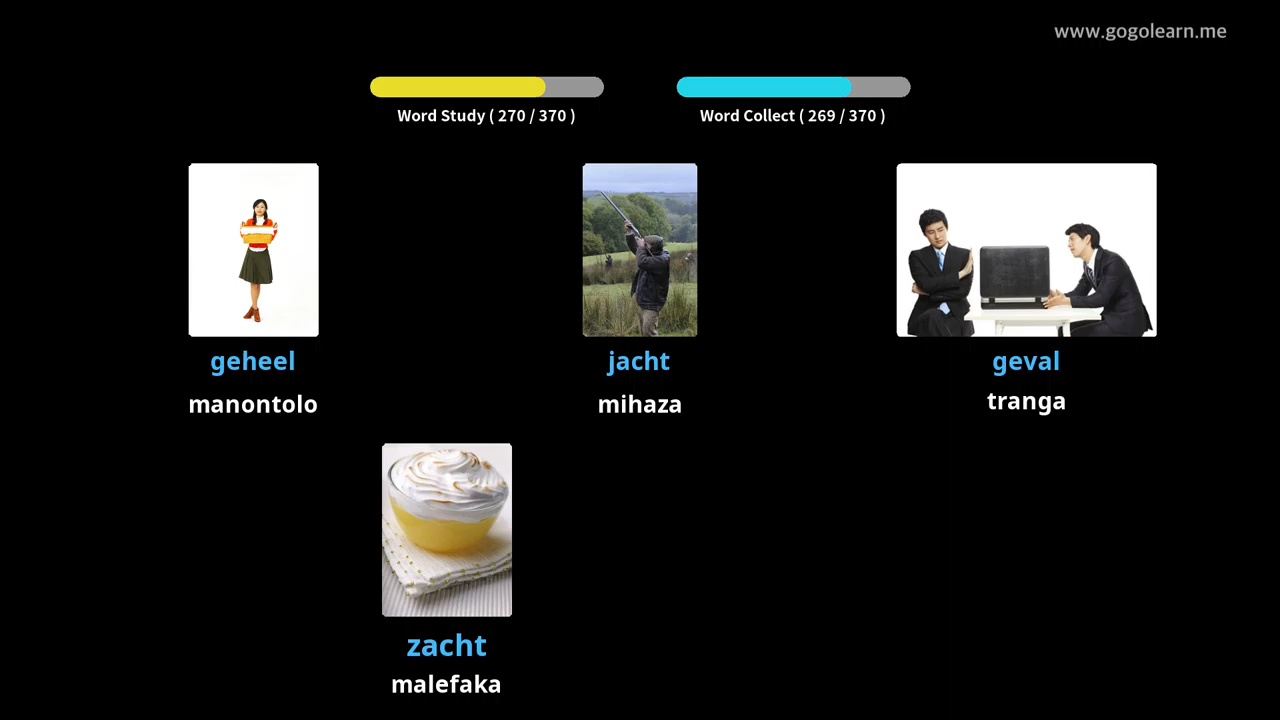 www.gogolearn.me
Word Study ( 270 / 370 )
Word Collect ( 269 / 370 )
geheel
manontolo
jacht
mihaza
geval
tranga
zacht
malefaka